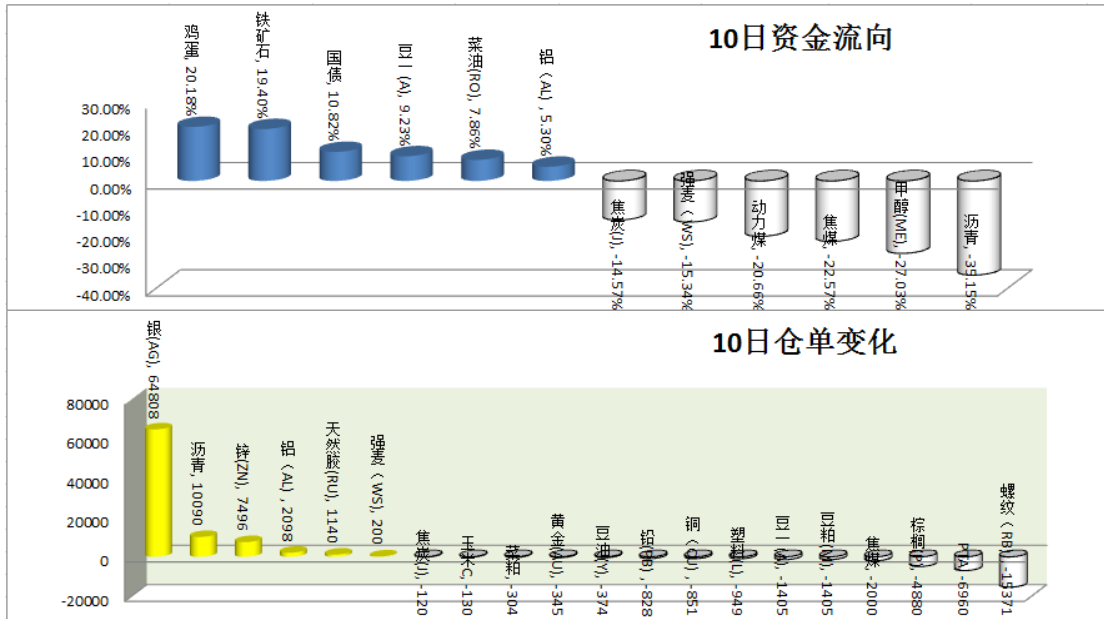 10日资金流向
鸡蛋, 20.18%
铁矿石, 19.40%
国债, 10.82%
豆一(A), 9.23%
菜油(RO), 7.86%
铝（AL）, 5.30%
焦炭(J), -14.57%
强麦（WS), -15.34%
动力煤, -20.66%
焦煤, -22.57%
甲醇(ME), -27.03%
沥青, -35.15%
30.00%
20.00%
10.00%
0.00%
-10.00%
-20.00%
-30.00%
-40.00%
10日仓单变化
银(AG), 64808
沥青, 10090
锌(ZN), 7496
铝（AL）, 2098
天然胶(RU), 1140
强麦（WS), 200
焦炭(J), -120
玉米C, -130
菜粕, -304
黄金(AU), -345
豆油(Y), -374
铅(PB), -828
铜（CU）, -851
塑料(L), -949
豆一(A), -1405
豆粕(M), -1405
焦煤, -2000
棕榈(P), -4880
PTA, -6960
螺纹（RB), -15371
80000
60000
40000
20000
0
-20000